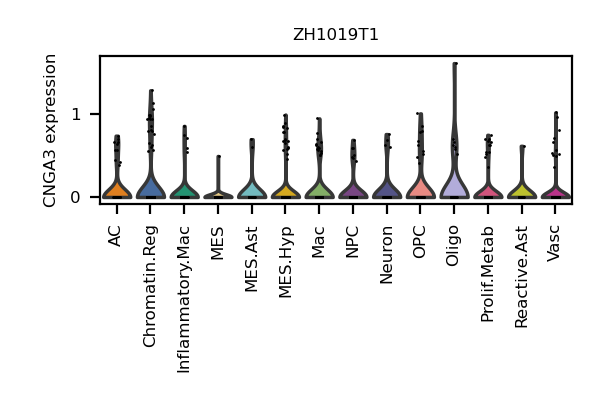 ZH1019T1
CNGA3 expression
1
0
AC
Chromatin.Reg
Inflammatory.Mac
MES
MES.Ast
MES.Hyp
Mac
NPC
Neuron
OPC
Oligo
Prolif.Metab
Reactive.Ast
Vasc